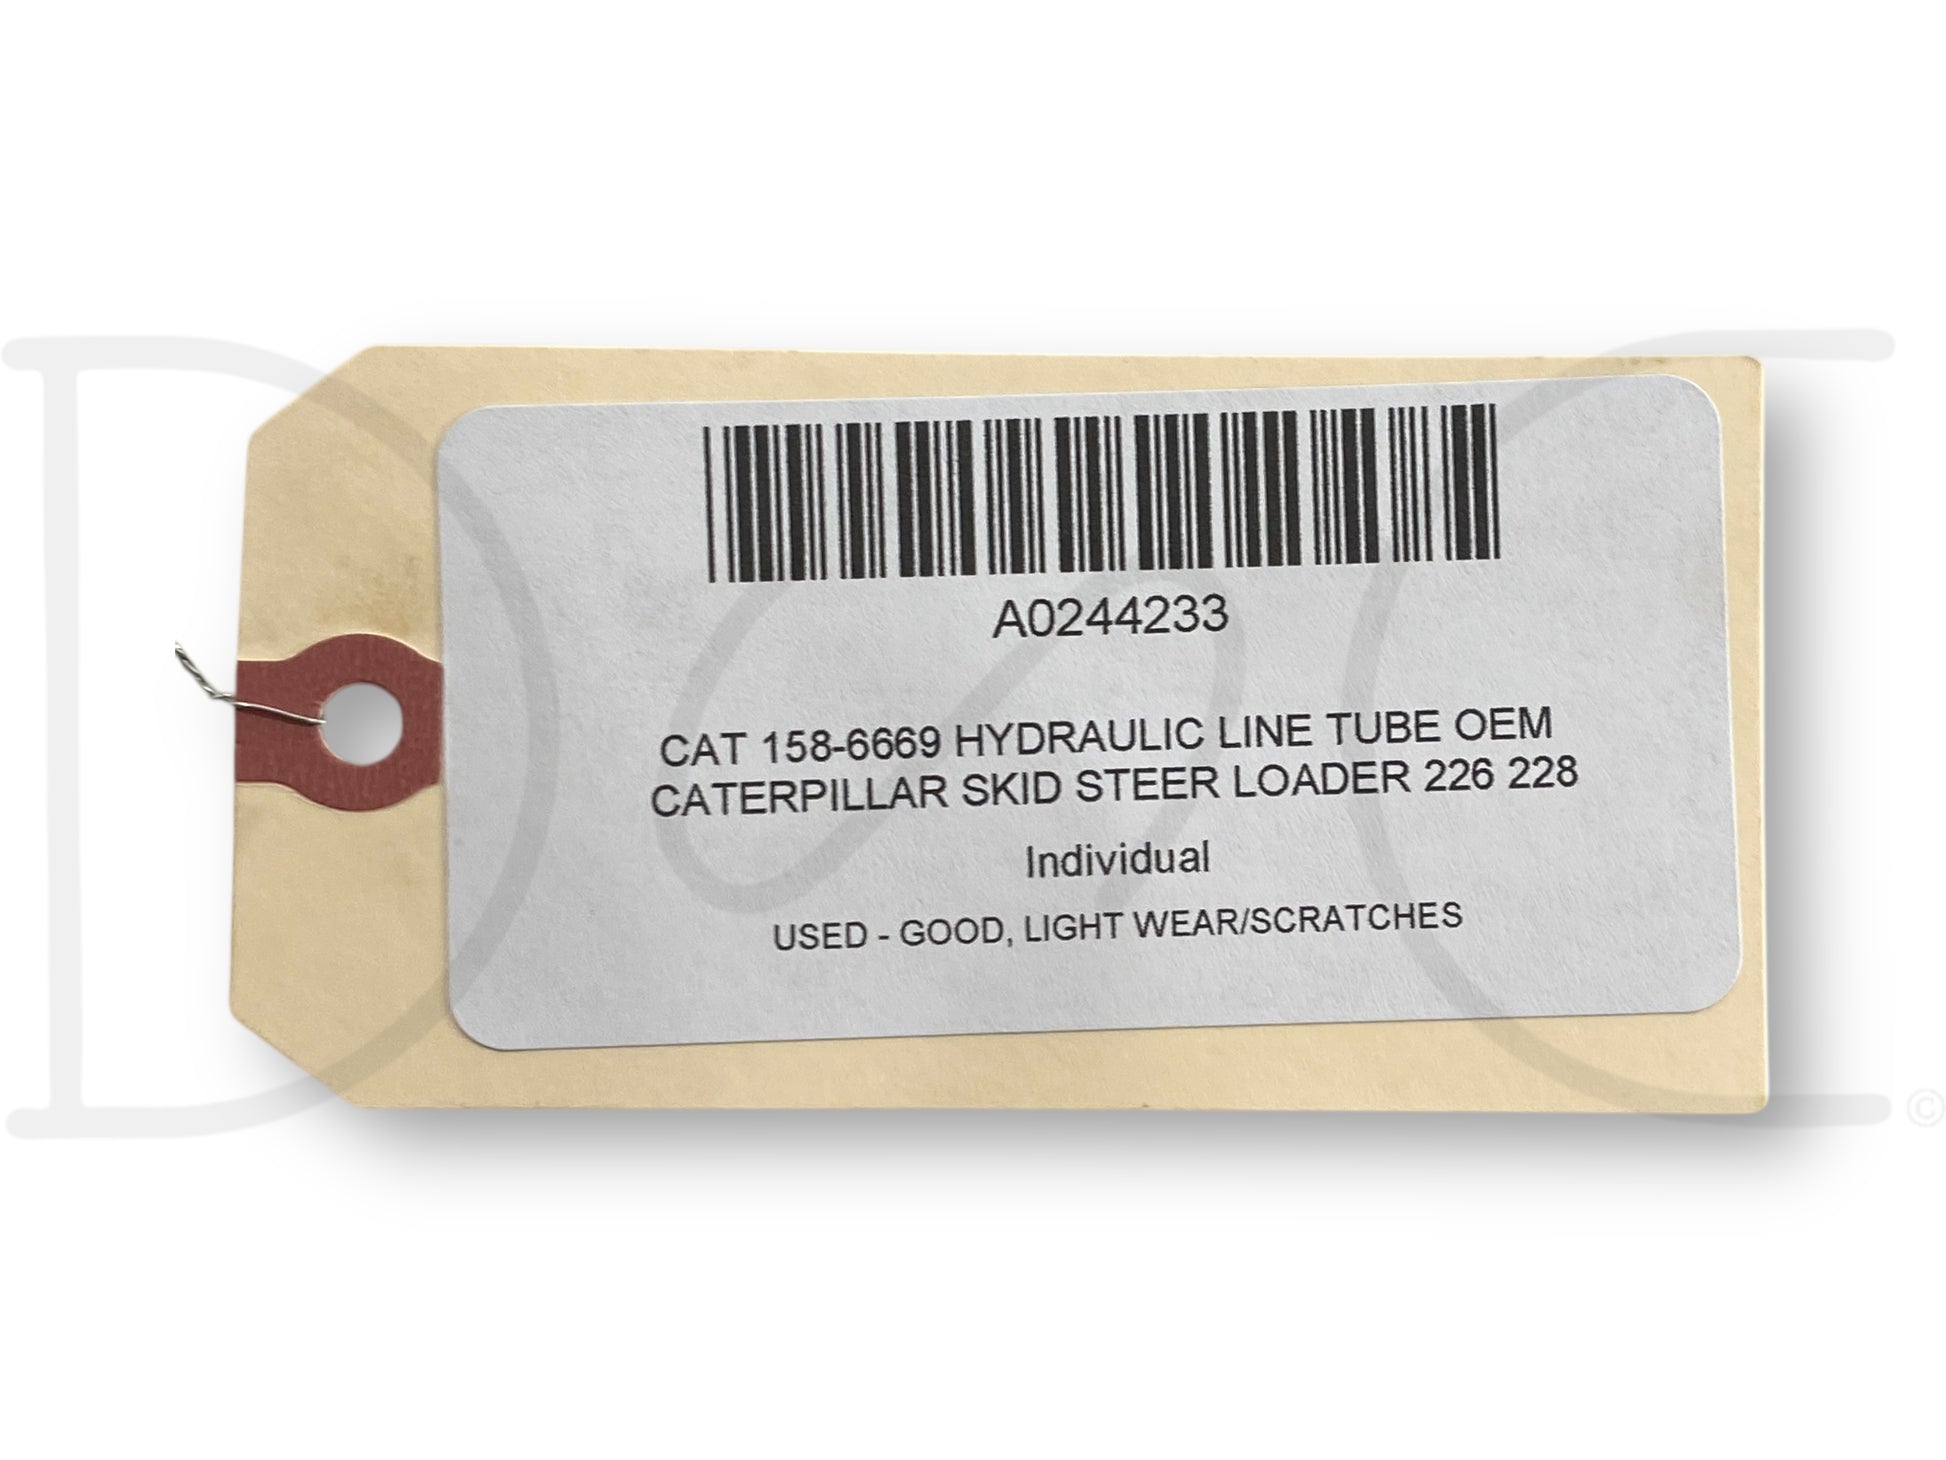 A0244233
CAT 158-6669 HYDRAULIC LINE TUBE OEM
CATERPILLAR SKID STEER LOADER 226 228
Individual
USED - GOOD, LIGHT WEAR/SCRATCHES
D&C
©